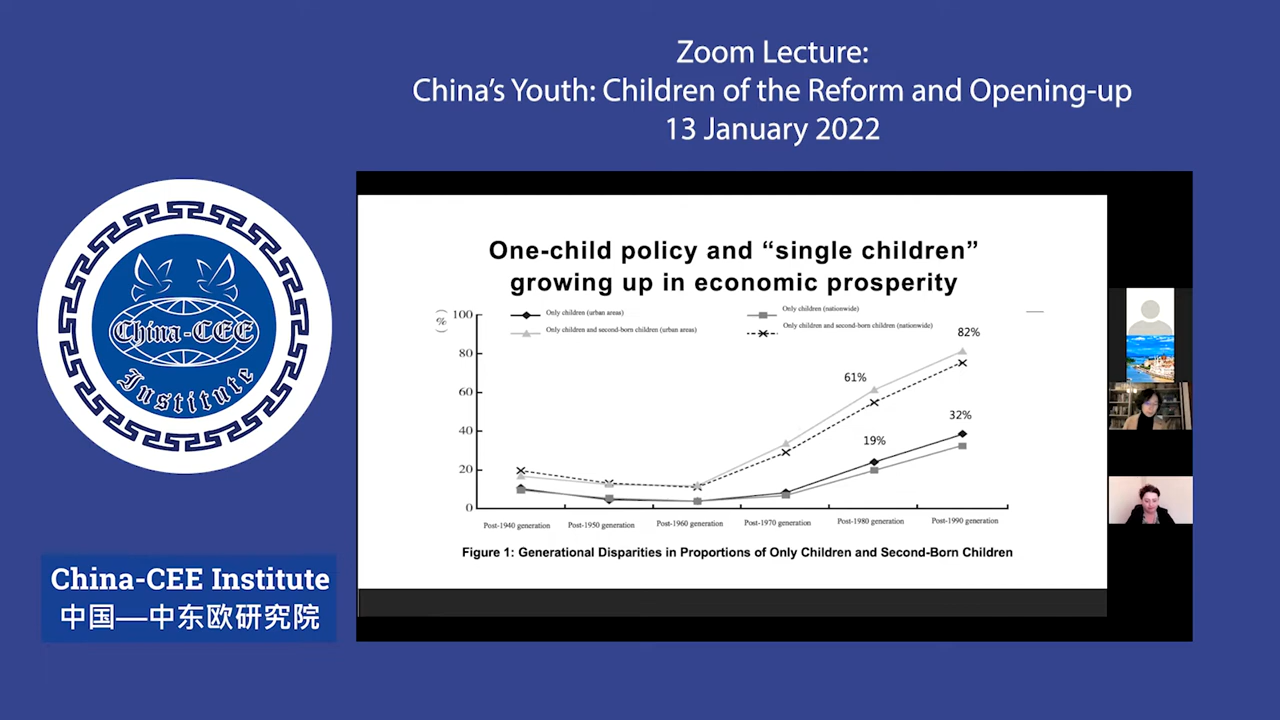 Zoom Lecture:
China's Youth: Children of the Reform and Opening-up
13 January 2022
China-CEE
Institute
China-CEE Institute
中国—中东欧研究院
One-child policy and “single children”
growing up in economic prosperity
(%)
100
80
60
40
20
0
Only children (urban areas)
Only children (nationwide)
Only children and second-born children (urban areas)
Only children and second-born children (nationwide)
82%
61%
32%
19%
Post-1940 generation
Post-1950 generation
Post-1960 generation
Post-1970 generation
Post-1980 generation
Post-1990 generation
Figure 1: Generational Disparities in Proportions of Only Children and Second-Born Children